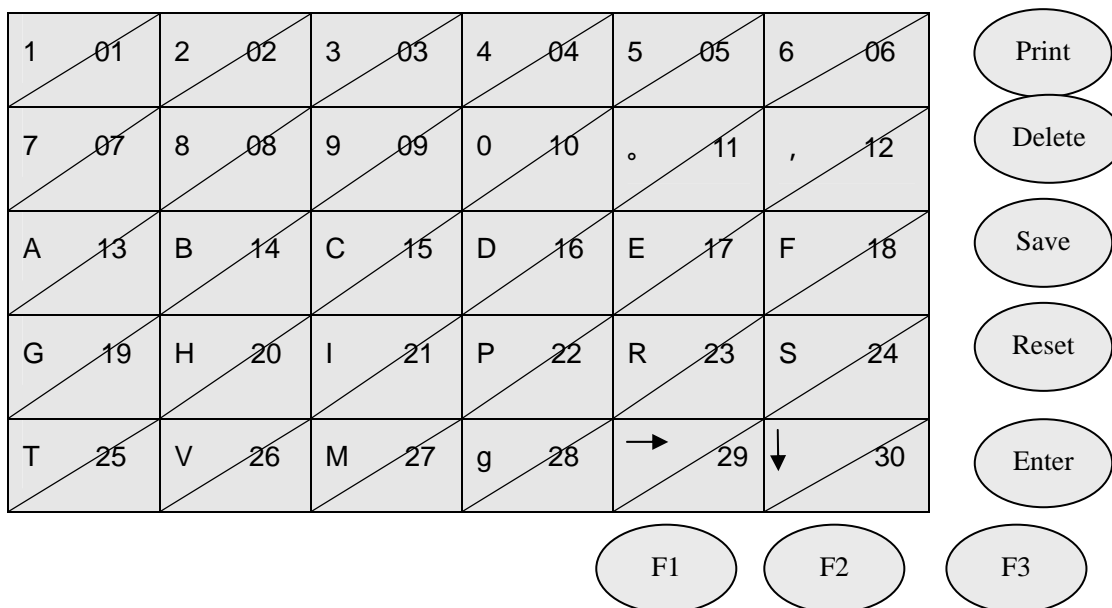 1 01 2 02 3 03 4 04 5 05 6 06 Print
7 07 8 08 9 09 0 10 。 11 , 12 Delete
A 13 B 14 C 15 D 16 E 17 F 18 Save
G 19 H 20 I 21 P 22 R 23 S 24 Reset
T 25 V 26 M 27 g 28 → 29 ↓ 30 Enter
F1 F2 F3